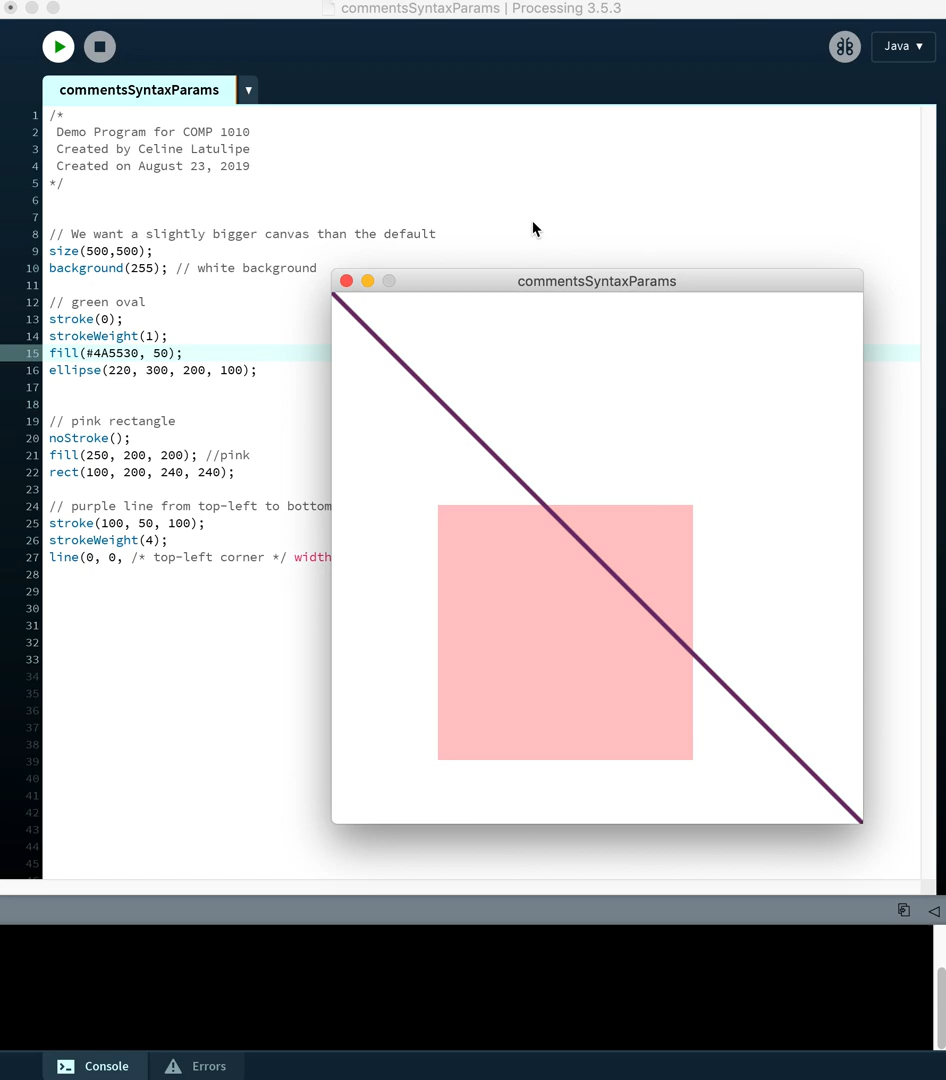 commentsSyntaxParams | Processing 3.5.3
Java ▼
commentsSyntaxParams ▼
1 /*
2 Demo Program for COMP 1010
3 Created by Celine Latulipe
4 Created on August 23, 2019
5 */
6
7
8 // We want a slightly bigger canvas than the default
9 size(500,500);
10 background(255); // white background
11
12 // green oval
13 stroke(0);
14 strokeWeight(1);
15 fill(#4A5530, 50);
16 ellipse(220, 300, 200, 100);
17
18
19 // pink rectangle
20 noStroke();
21 fill(250, 200, 200); //pink
22 rect(100, 200, 240, 240);
23
24 // purple line from top-left to bottom
25 stroke(100, 50, 100);
26 strokeWeight(4);
27 line(0, 0, /* top-left corner */ width
28
29
30
31
32
33
34
35
36
37
38
39
40
41
42
43
44
45
commentsSyntaxParams
Console
Errors